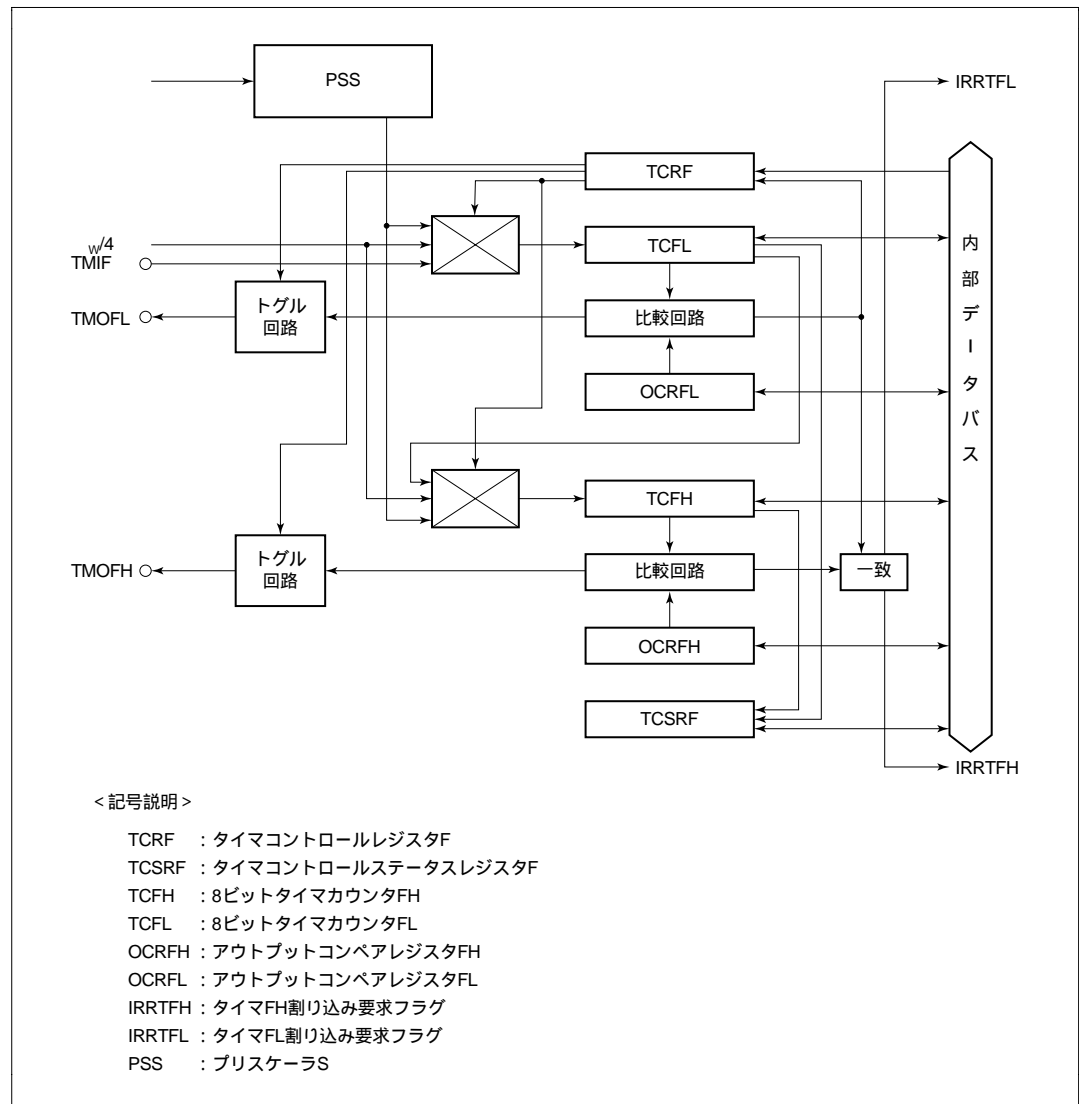 PSS
IRRTFL
TCRF
W/4
TMIF
TCFL
トグル
回路
TMOFL
比較回路
OCRFL
内部データバス
TCFH
トグル
回路
TMOFH
比較回路
一致
OCRFH
TCSRF
IRRTFH
<記号説明>
TCRF :タイマコントロールレジスタF
TCSRF :タイマコントロールステータスレジスタF
TCFH :8ビットタイマカウンタFH
TCFL :8ビットタイマカウンタFL
OCRFH :アウトプットコンペアレジスタFH
OCRFL :アウトプットコンペアレジスタFL
IRRTFH :タイマFH割り込み要求フラグ
IRRTFL :タイマFL割り込み要求フラグ
PSS :プリスケーラS